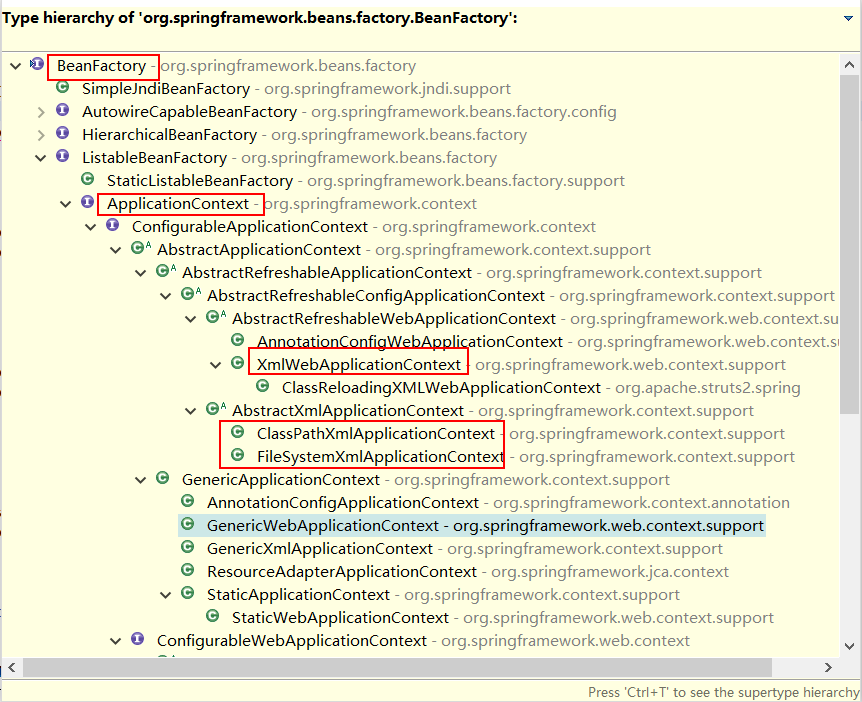 Type hierarchy of 'org.springframework.beans.factory.BeanFactory':
BeanFactory - org.springframework.beans.factory
SimpleJndiBeanFactory - org.springframework.jndi.support
AutowireCapableBeanFactory - org.springframework.beans.factory.config
HierarchicalBeanFactory - org.springframework.beans.factory
ListableBeanFactory - org.springframework.beans.factory
StaticListableBeanFactory - org.springframework.beans.factory.support
ApplicationContext - org.springframework.context
ConfigurableApplicationContext - org.springframework.context
AbstractApplicationContext - org.springframework.context.support
AbstractRefreshableApplicationContext - org.springframework.context.support
AbstractRefreshableConfigApplicationContext - org.springframework.context.support
AbstractRefreshableWebApplicationContext - org.springframework.web.context.su
AnnotationConfigWebApplicationContext - org.springframework.web.context.s
XmlWebApplicationContext - org.springframework.web.context.support
ClassReloadingXMLWebApplicationContext - org.apache.struts2.spring
AbstractXmlApplicationContext - org.springframework.context.support
ClassPathXmlApplicationContext - org.springframework.context.support
FileSystemXmlApplicationContext - org.springframework.context.support
GenericApplicationContext - org.springframework.context.support
AnnotationConfigApplicationContext - org.springframework.context.annotation
GenericWebApplicationContext - org.springframework.web.context.support
GenericXmlApplicationContext - org.springframework.context.support
ResourceAdapterApplicationContext - org.springframework.jca.context
StaticApplicationContext - org.springframework.context.support
StaticWebApplicationContext - org.springframework.web.context.support
ConfigurableWebApplicationContext - org.springframework.web.context
Press 'Ctrl+T' to see the supertype hierarchy